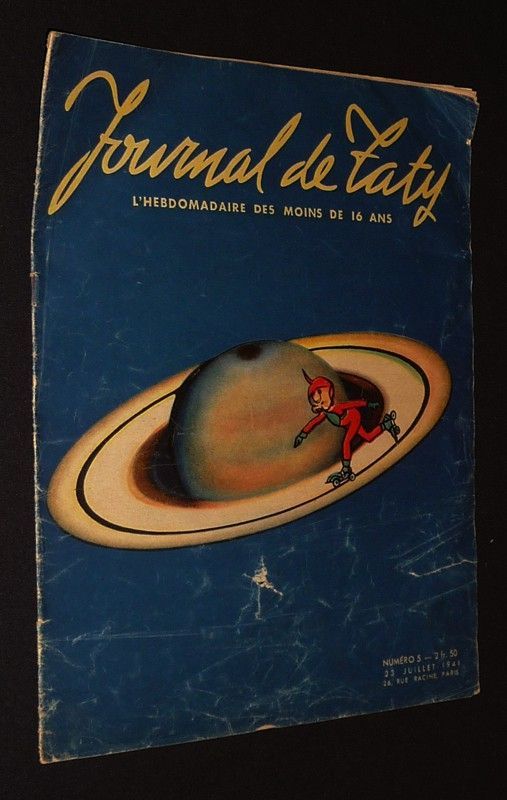 Journal de Taty
L'HEBDOMADAIRE DES MOINS DE 16 ANS
NUMÉRO 5 — 2 fr. 50
23 JUILLET 1941
26, RUE RACINE, PARIS